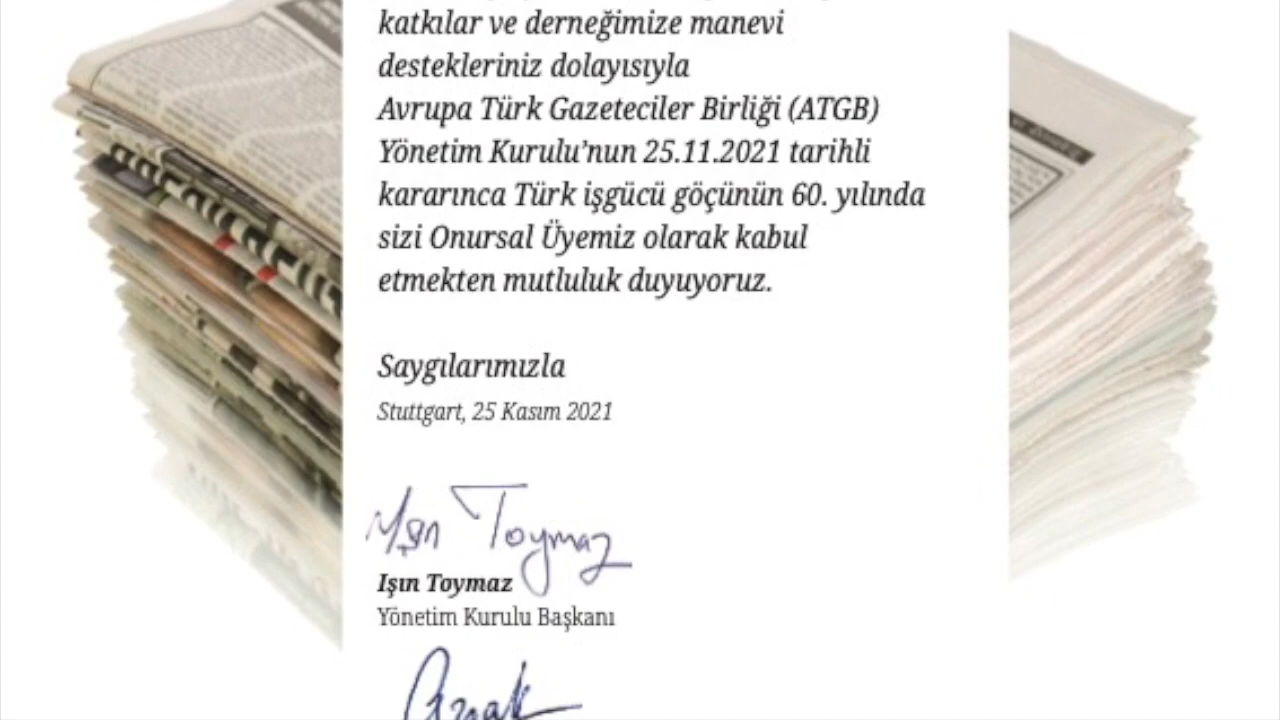 katkılar ve derneğimize manevi
destekleriniz dolayısıyla
Avrupa Türk Gazeteciler Birliği (ATGB)
Yönetim Kurulu’nun 25.11.2021 tarihli
kararınca Türk işgücü göçünün 60. yılında
sizi Onursal Üyemiz olarak kabul
etmekten mutluluk duyuyoruz.
Saygılarımızla
Stuttgart, 25 Kasım 2021
Işın Toymaz
Işın Toymaz
Yönetim Kurulu Başkanı